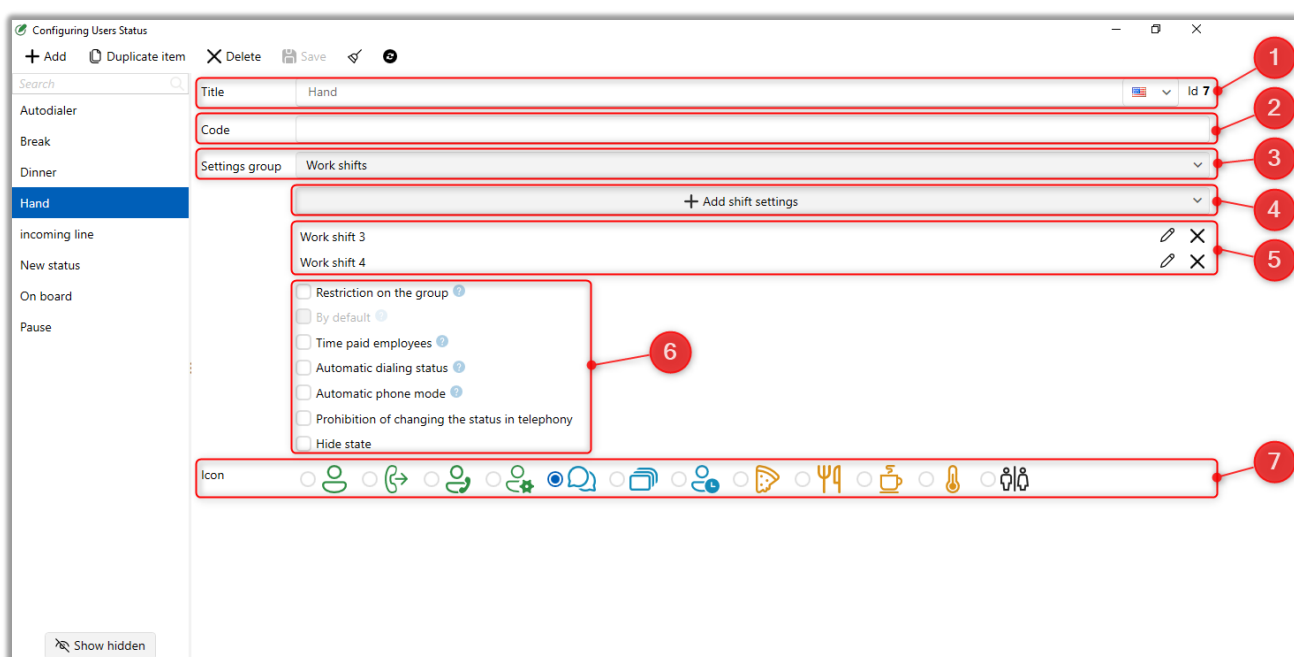 Configuring Users Status
Add Duplicate item Delete Save
Search
Autodialer
Break
Dinner
Hand
incoming line
New status
On board
Pause
Show hidden
Title Hand Id 7
1
Code
2
Settings group Work shifts
3
Add shift settings
4
Work shift 3
Work shift 4
5
Restriction on the group ?
By default ?
Time paid employees ?
Automatic dialing status ?
Automatic phone mode ?
Prohibition of changing the status in telephony
Hide state
6
Icon
7